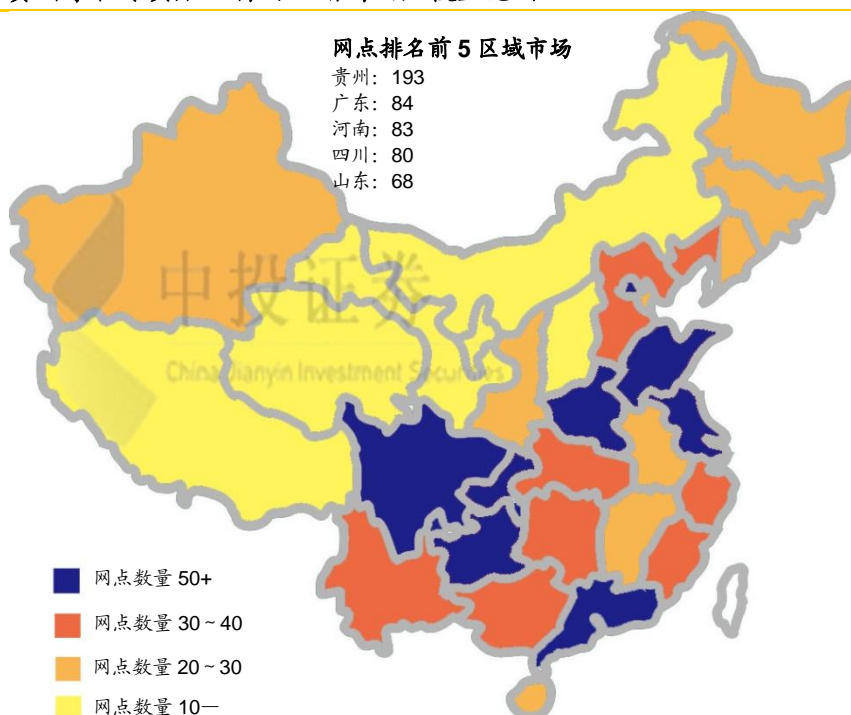 网点排名前 5 区域市场
贵州：193
广东：84
河南：83
四川：80
山东：68
中投证券
China Jianyin Investment Securities
网点数量 50+
网点数量 30~40
网点数量 20~30
网点数量 10—